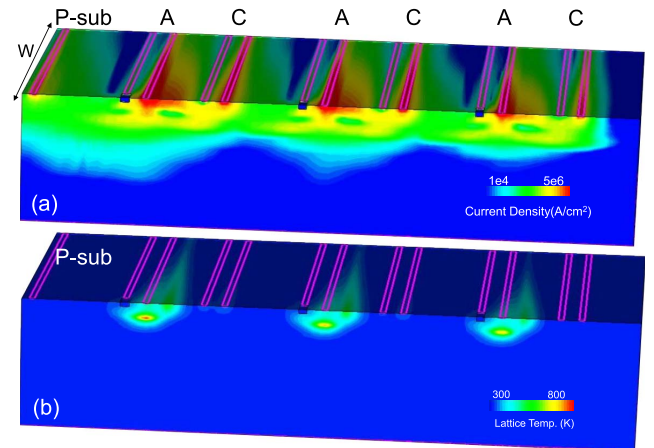 P-sub A C A C A C
W
(a)
1e4 5e6
Current Density(A/cm²)
P-sub
(b)
300 800
Lattice Temp. (K)